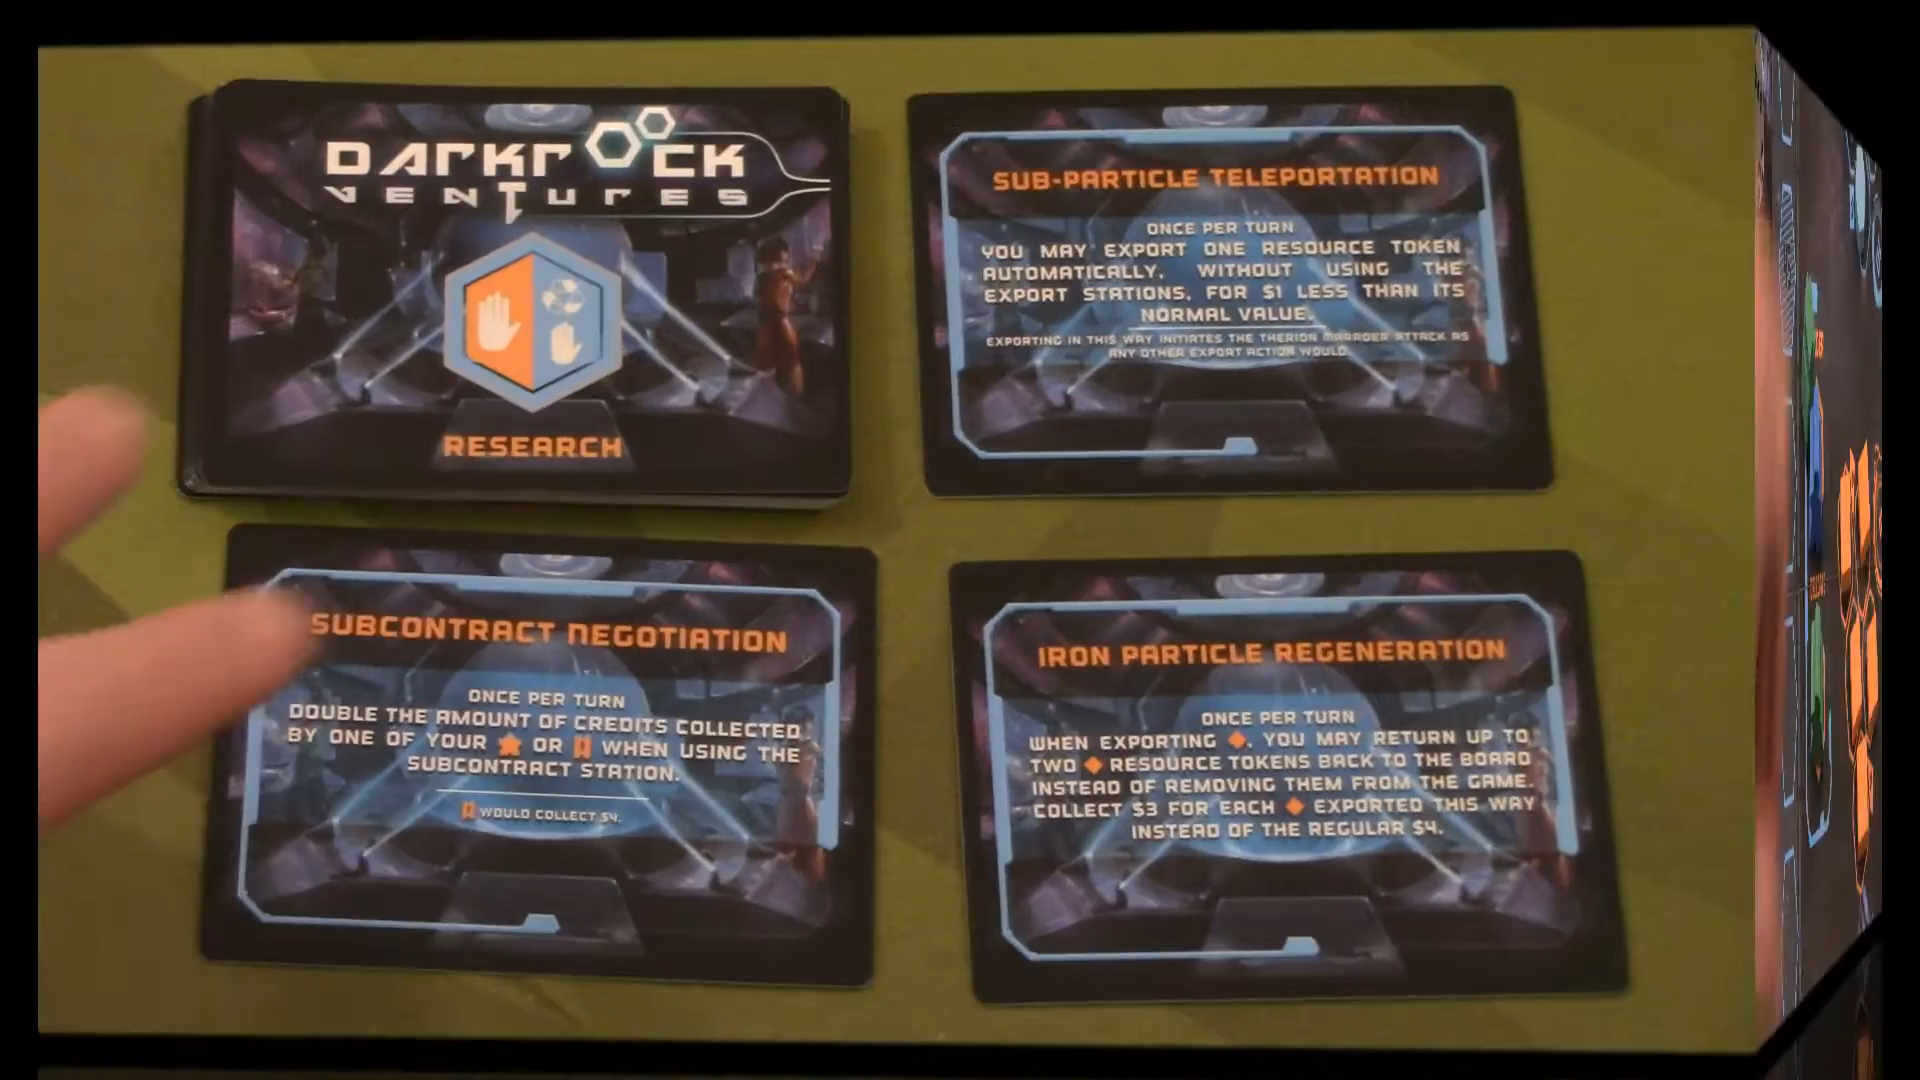 DARKROCK
VENTURES
RESEARCH
SUB-PARTICLE TELEPORTATION
ONCE PER TURN
YOU MAY EXPORT ONE RESOURCE TOKEN
AUTOMATICALLY, WITHOUT USING THE
EXPORT STATIONS, FOR $1 LESS THAN ITS
NORMAL VALUE.
EXPORTING IN THIS WAY INITIATES THE THERION MARADER ATTACK AS
ANY OTHER EXPORT ACTION WOULD.
SUBCONTRACT NEGOTIATION
ONCE PER TURN
DOUBLE THE AMOUNT OF CREDITS COLLECTED
BY ONE OF YOUR OR WHEN USING THE
SUBCONTRACT STATION.
WOULD COLLECT $4.
IRON PARTICLE REGENERATION
ONCE PER TURN
WHEN EXPORTING , YOU MAY RETURN UP TO
TWO RESOURCE TOKENS BACK TO THE BOARD
INSTEAD OF REMOVING THEM FROM THE GAME.
COLLECT $3 FOR EACH EXPORTED THIS WAY
INSTEAD OF THE REGULAR $4.